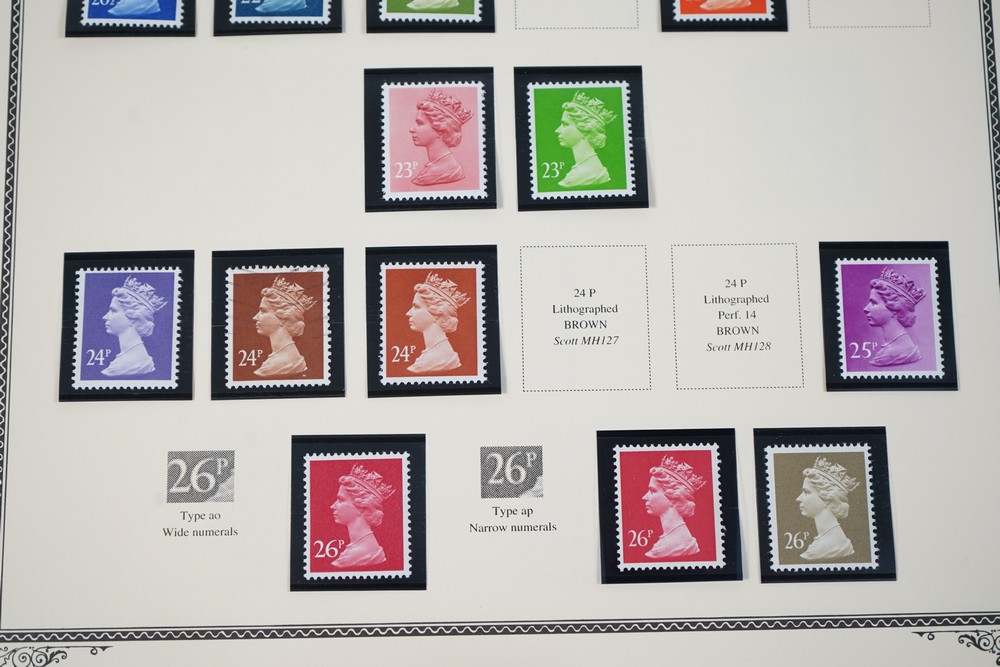 23P
23P
24P
24P
24P
24 P
Lithographed
BROWN
Scott MH127
24 P
Lithographed
Perf. 14
BROWN
Scott MH128
25P
26P
Type ao
Wide numerals
26P
26P
Type ap
Narrow numerals
26P
26P